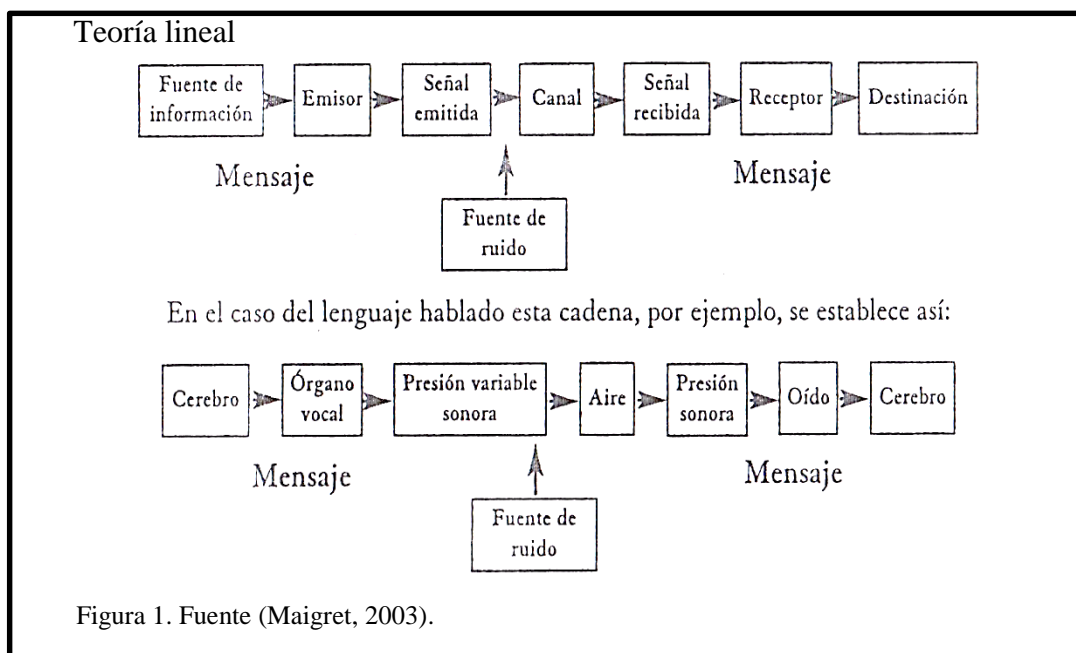 Teoría lineal
Fuente de
información
Emisor
Señal
emitida
Canal
Señal
recibida
Receptor
Destinación
Mensaje
Mensaje
Fuente de
ruido
En el caso del lenguaje hablado esta cadena, por ejemplo, se establece así:
Cerebro
Órgano
vocal
Presión variable
sonora
Aire
Presión
sonora
Oído
Cerebro
Mensaje
Mensaje
Fuente de
ruido
Figura 1. Fuente (Maigret, 2003).